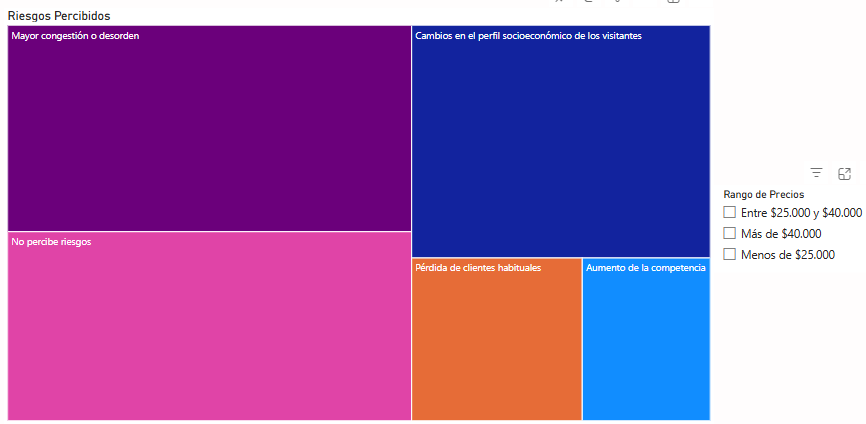 Riesgos Percibidos
Mayor congestión o desorden
Cambios en el perfil socioeconómico de los visitantes
No percibe riesgos
Pérdida de clientes habituales
Aumento de la competencia
Rango de Precios
Entre $25.000 y $40.000
Más de $40.000
Menos de $25.000